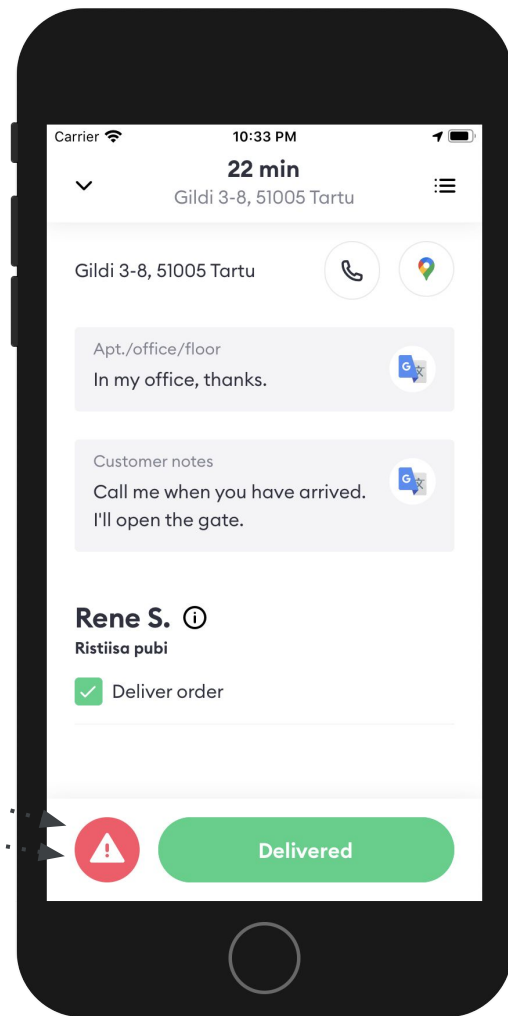 Carrier
10:33 PM
22 min
Gildi 3-8, 51005 Tartu
Gildi 3-8, 51005 Tartu
Apt./office/floor
In my office, thanks.
G 文
Customer notes
Call me when you have arrived.
I'll open the gate.
G 文
Rene S.
Ristiisa pubi
Deliver order
Delivered